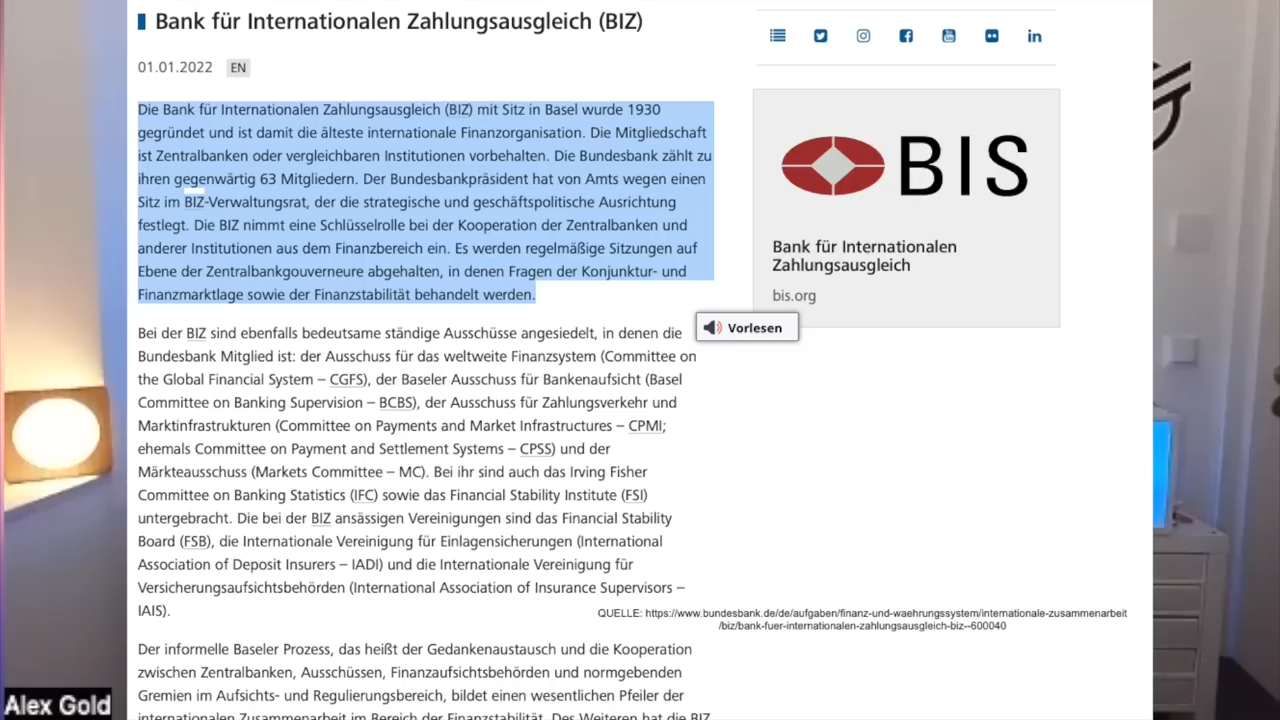 Bank für Internationalen Zahlungsausgleich (BIZ)
01.01.2022 EN
Die Bank für Internationalen Zahlungsausgleich (BIZ) mit Sitz in Basel wurde 1930
gegründet und ist damit die älteste internationale Finanzorganisation. Die Mitgliedschaft
ist Zentralbanken oder vergleichbaren Institutionen vorbehalten. Die Bundesbank zählt zu
ihren gegenwärtig 63 Mitgliedern. Der Bundesbankpräsident hat von Amts wegen einen
Sitz im BIZ-Verwaltungsrat, der die strategische und geschäftspolitische Ausrichtung
festlegt. Die BIZ nimmt eine Schlüsselrolle bei der Kooperation der Zentralbanken und
anderer Institutionen aus dem Finanzbereich ein. Es werden regelmäßige Sitzungen auf
Ebene der Zentralbankgouverneure abgehalten, in denen Fragen der Konjunktur- und
Finanzmarktlage sowie der Finanzstabilität behandelt werden.
Bei der BIZ sind ebenfalls bedeutsame ständige Ausschüsse angesiedelt, in denen die
Bundesbank Mitglied ist: der Ausschuss für das weltweite Finanzsystem (Committee on
the Global Financial System – CGFS), der Baseler Ausschuss für Bankenaufsicht (Basel
Committee on Banking Supervision – BCBS), der Ausschuss für Zahlungsverkehr und
Marktinfrastrukturen (Committee on Payments and Market Infrastructures – CPMI;
ehemals Committee on Payment and Settlement Systems – CPSS) und der
Märkteausschuss (Markets Committee – MC). Bei ihr sind auch das Irving Fisher
Committee on Banking Statistics (IFC) sowie das Financial Stability Institute (FSI)
untergebracht. Die bei der BIZ ansässigen Vereinigungen sind das Financial Stability
Board (FSB), die Internationale Vereinigung für Einlagensicherungen (International
Association of Deposit Insurers – IADI) und die Internationale Vereinigung für
Versicherungsaufsichtsbehörden (International Association of Insurance Supervisors –
IAIS).
Der informelle Baseler Prozess, das heißt der Gedankenaustausch und die Kooperation
zwischen Zentralbanken, Ausschüssen, Finanzaufsichtsbehörden und normgebenden
Gremien im Aufsichts- und Regulierungsbereich, bildet einen wesentlichen Pfeiler der
internationalen Zusammenarbeit im Bereich der Finanzstabilität. Des Weiteren hat die BIZ
BIS
Bank für Internationalen
Zahlungsausgleich
bis.org
Vorlesen
QUELLE: https://www.bundesbank.de/de/aufgaben/finanz-und-waehrungssystem/internationale-zusammenarbeit
/biz/bank-fuer-internationalen-zahlungsausgleich-biz--600040
Alex Gold